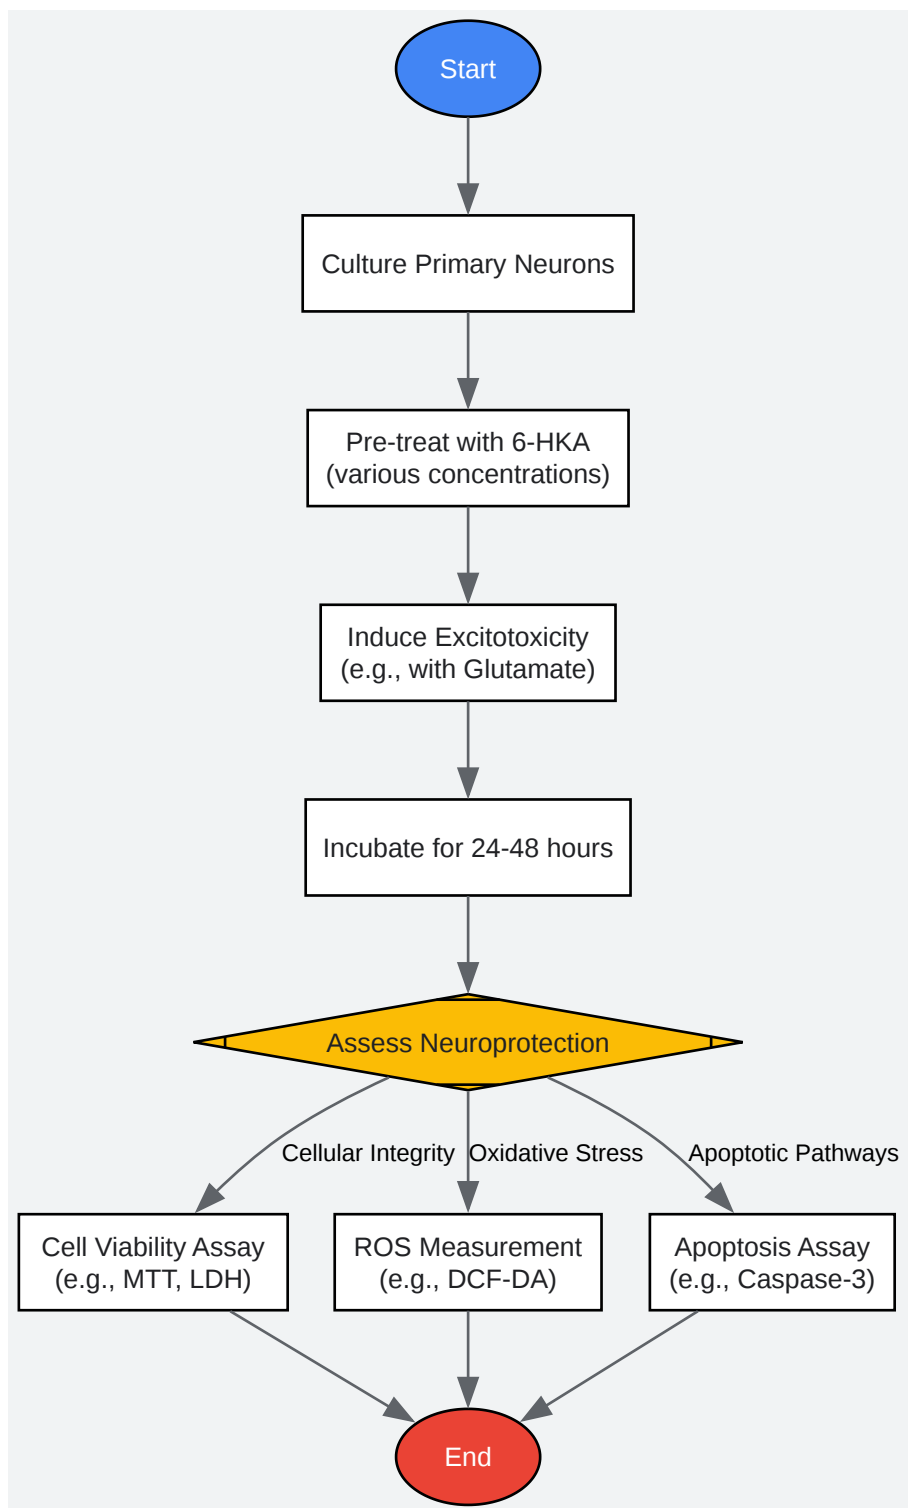 Start
Culture Primary Neurons
Pre-treat with 6-HKA
(various concentrations)
Induce Excitotoxicity
(e.g., with Glutamate)
Incubate for 24-48 hours
Assess Neuroprotection
Cellular Integrity
Oxidative Stress
Apoptotic Pathways
Cell Viability Assay
(e.g., MTT, LDH)
ROS Measurement
(e.g., DCF-DA)
Apoptosis Assay
(e.g., Caspase-3)
End